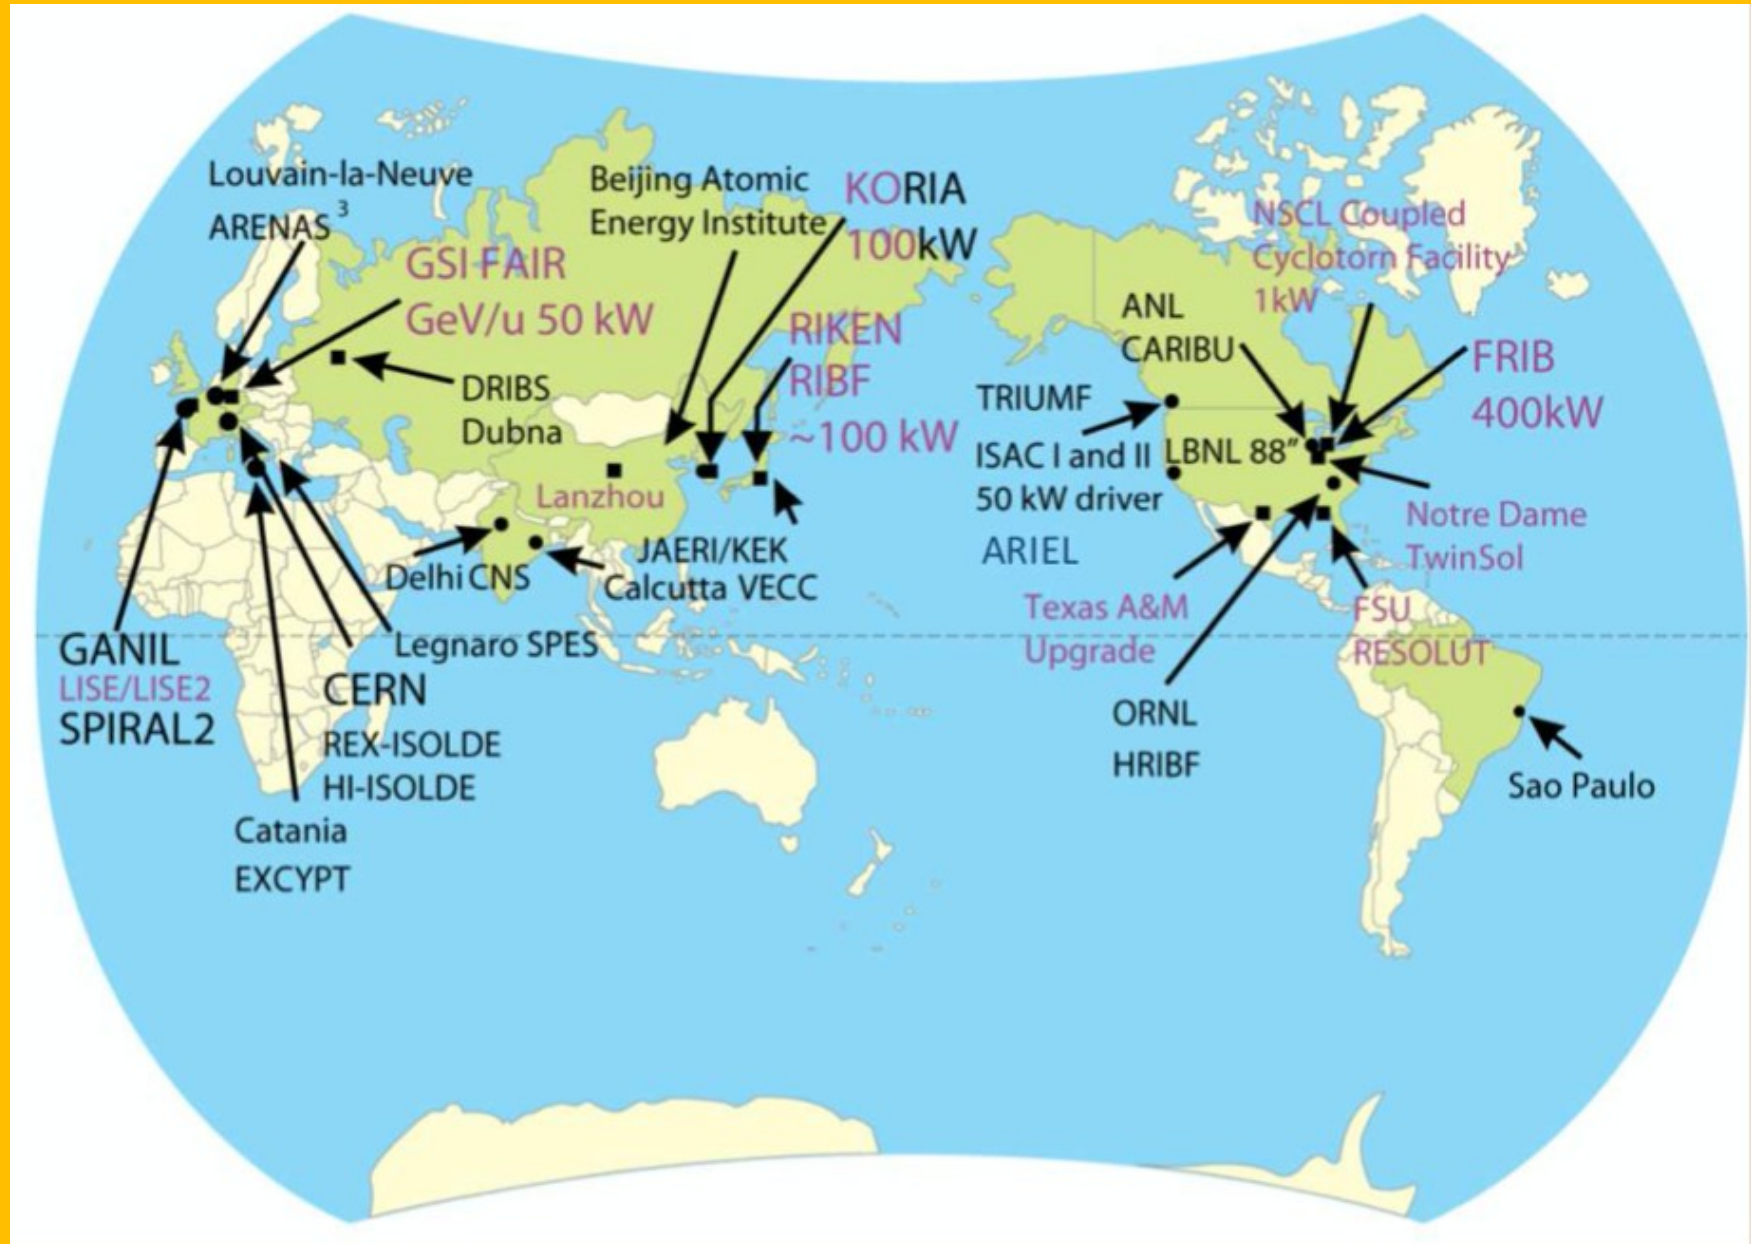 Louvain-la-Neuve
ARENAS 3
GSI FAIR
GeV/u 50 kW
DRIBS
Dubna
Beijing Atomic
Energy Institute
KORIA
100kW
RIKEN
RIBF
~100 kW
Lanzhou
JAERI/KEK
Delhi CNS
Calcutta VECC
GANIL
LISE/LISE2
SPIRAL2
Legnaro SPES
CERN
REX-ISOLDE
HI-ISOLDE
Catania
EXCYPT
NSCL Coupled
Cyclotorn Facility
1kW
ANL
CARIBU
FRIB
400kW
TRIUMF
ISAC I and II
50 kW driver
ARIEL
LBNL 88”
Notre Dame
TwinSol
Texas A&M
Upgrade
FSU
RESOLUT
ORNL
HRIBF
Sao Paulo